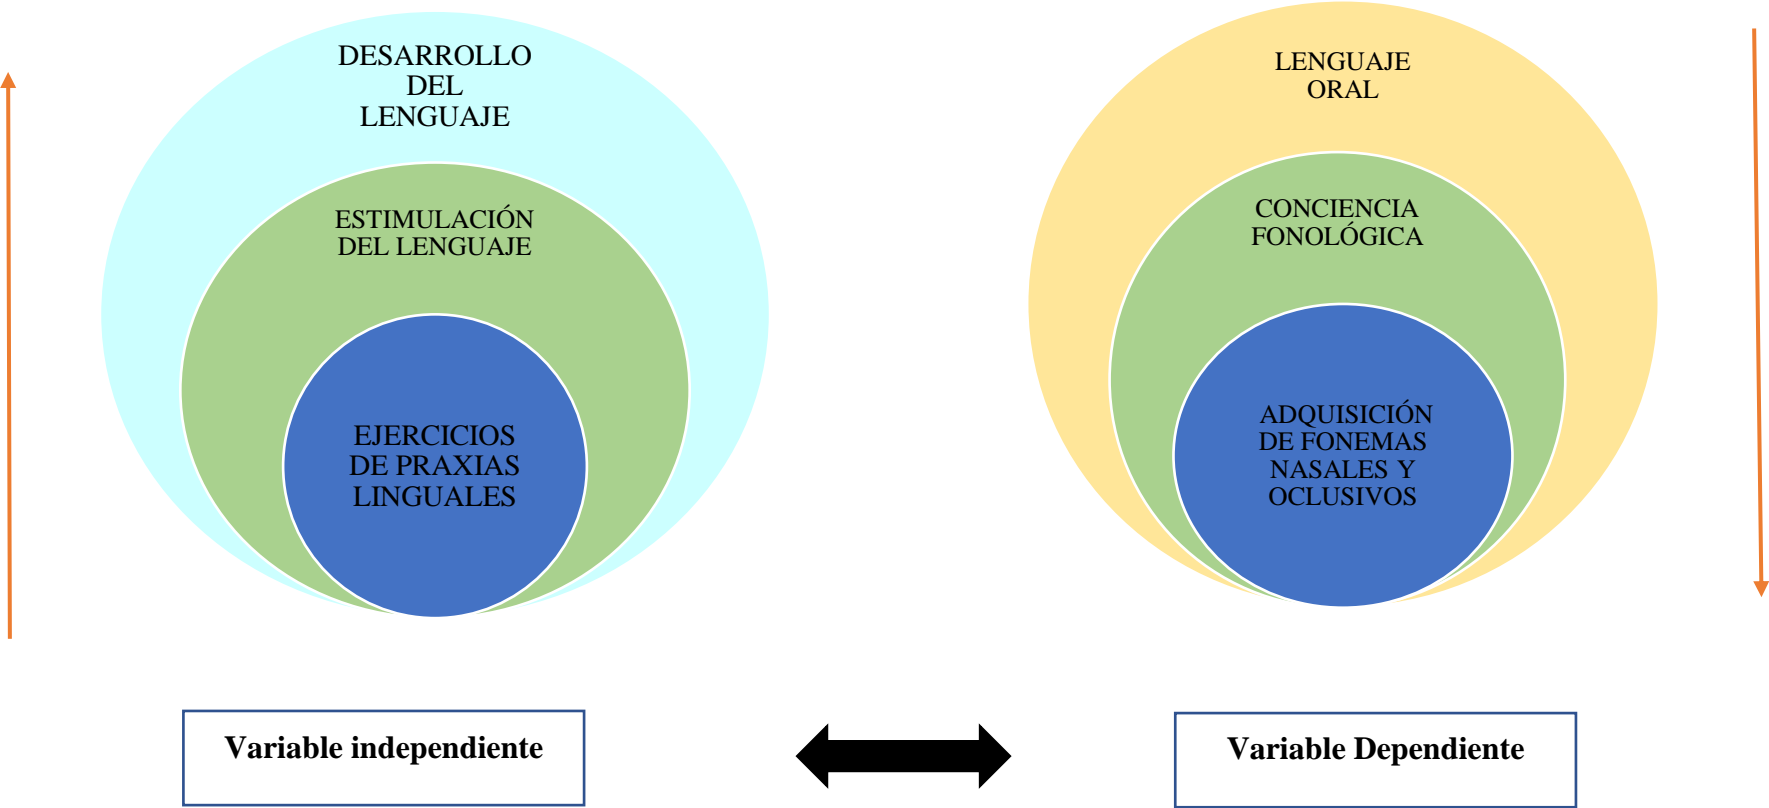 DESARROLLO
DEL
LENGUAJE
ESTIMULACIÓN
DEL LENGUAJE
EJERCICIOS
DE PRAXIAS
LINGUALES
LENGUAJE
ORAL
CONCIENCIA
FONOLÓGICA
ADQUISICIÓN
DE FONEMAS
NASALES Y
OCLUSIVOS
Variable independiente
Variable Dependiente